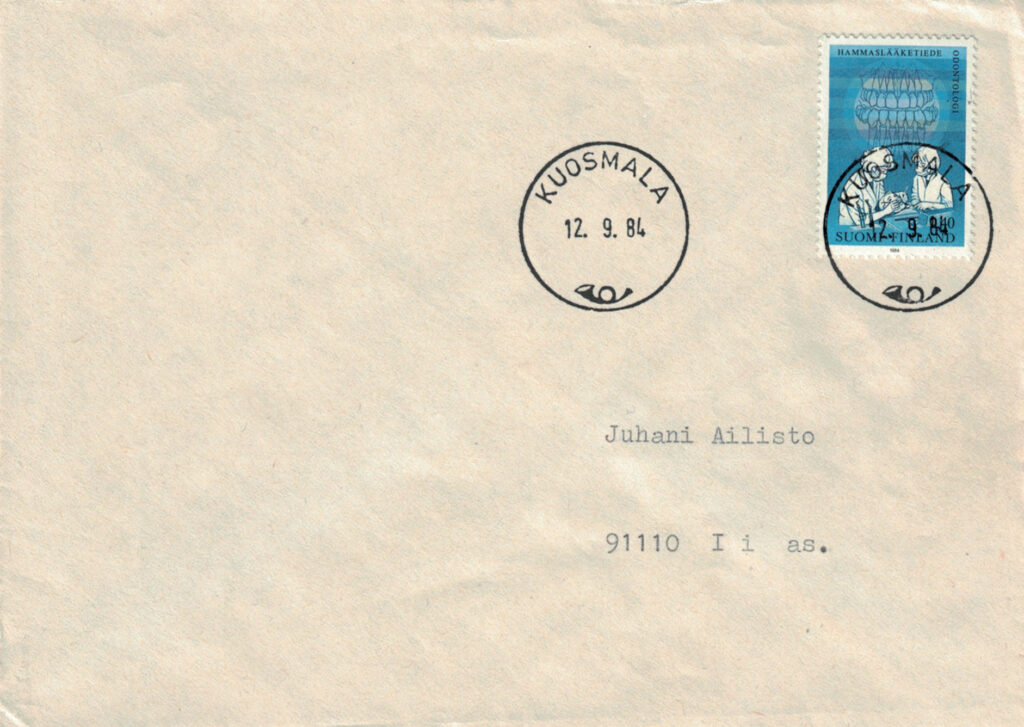 HAMMASLÄÄKETIEDE
ODONTOLOGI
KUOSMALA
12. 9. 84
KUOSMALA
12. 9. 84
SUOMI-FINLAND
1984
Juhani Ailisto
91110 I i as.